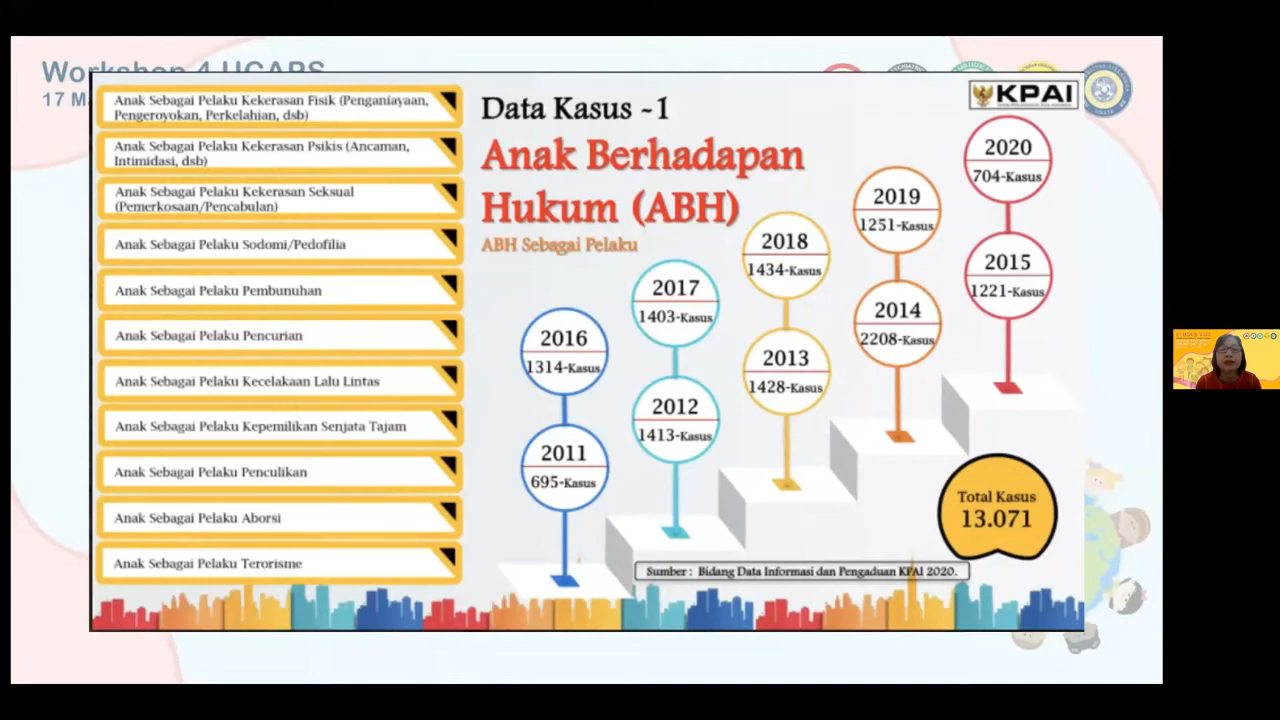 Workshop 4 UCAPS
17
Anak Sebagai Pelaku Kekerasan Fisik (Penganiayaan,
Pengeroyokan, Perkelahian, dsb)
Anak Sebagai Pelaku Kekerasan Psikis (Ancaman,
Intimidasi, dsb)
Anak Sebagai Pelaku Kekerasan Seksual
(Pemerkosaan/Pencabulan)
Anak Sebagai Pelaku Sodomi/Pedofilia
Anak Sebagai Pelaku Pembunuhan
Anak Sebagai Pelaku Pencurian
Anak Sebagai Pelaku Kecelakaan Lalu Lintas
Anak Sebagai Pelaku Kepemilikan Senjata Tajam
Anak Sebagai Pelaku Penculikan
Anak Sebagai Pelaku Aborsi
Anak Sebagai Pelaku Terorisme
Data Kasus ~1
Anak Berhadapan
Hukum (ABH)
ABH Sebagai Pelaku
KPAI
2016
1314-Kasus
2011
695-Kasus
2017
1403-Kasus
2012
1413-Kasus
2018
1434-Kasus
2013
1428-Kasus
2019
1251-Kasus
2014
2208-Kasus
2020
704-Kasus
2015
1221-Kasus
Total Kasus
13.071
Sumber : Bidang Data Informasi dan Pengaduan KPAI 2020.